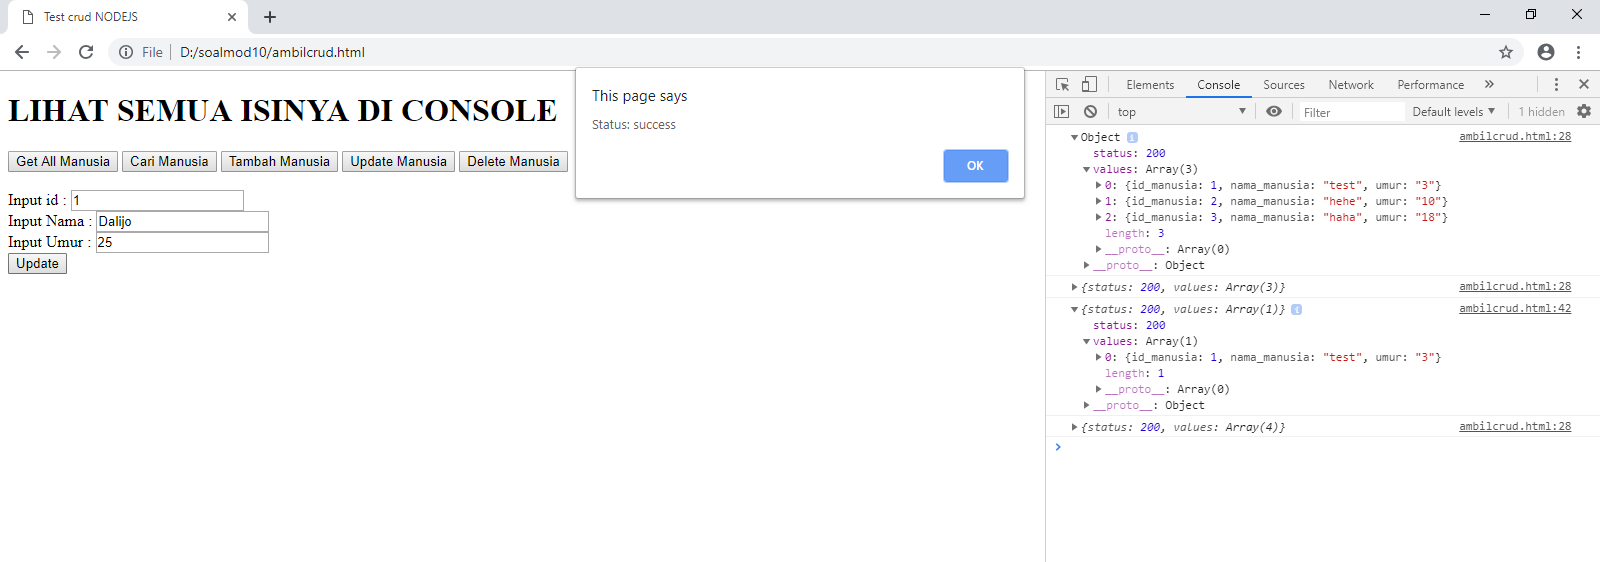 Test crud NODEJS
File D:/soalmod10/ambilcrud.html
LIHAT SEMUA ISINYA DI CONSOLE
Get All Manusia Cari Manusia Tambah Manusia Update Manusia Delete Manusia
Input id : 1
Input Nama : Dalijo
Input Umur : 25
Update
This page says
Status: success
OK
Elements Console Sources Network Performance »
top Filter Default levels ▼ 1 hidden
▼Object i ambilcrud.html:28
status: 200
▼values: Array(3)
▶0: {id_manusia: 1, nama_manusia: "test", umur: "3"}
▶1: {id_manusia: 2, nama_manusia: "hehe", umur: "10"}
▶2: {id_manusia: 3, nama_manusia: "haha", umur: "18"}
length: 3
▶__proto__: Array(0)
▶__proto__: Object
▶{status: 200, values: Array(3)} ambilcrud.html:28
▼{status: 200, values: Array(1)} i ambilcrud.html:42
status: 200
▼values: Array(1)
▶0: {id_manusia: 1, nama_manusia: "test", umur: "3"}
length: 1
▶__proto__: Array(0)
▶__proto__: Object
▶{status: 200, values: Array(4)} ambilcrud.html:28